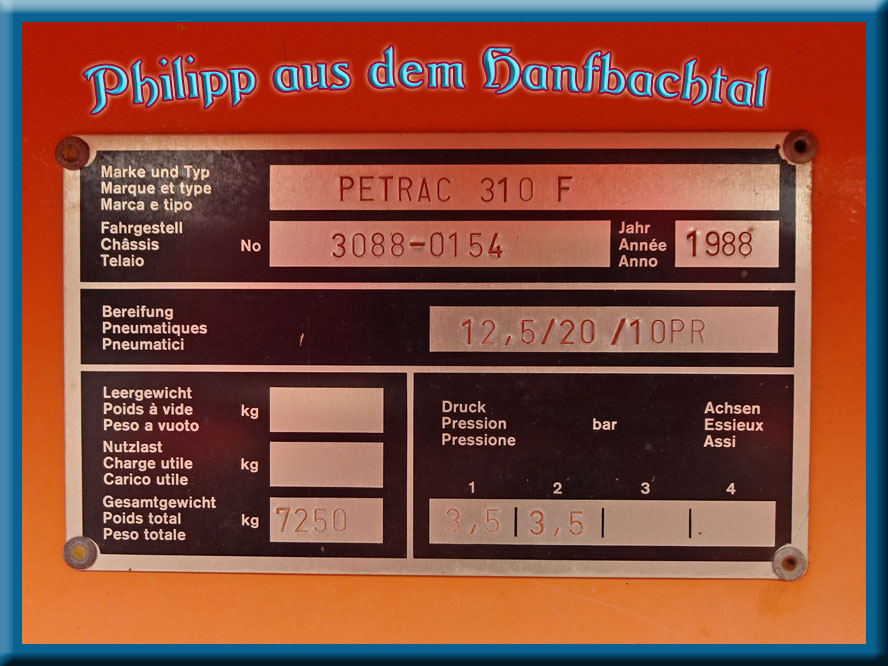 Philipp aus dem Hanfbachtal
Marke und Typ
Marque et type
Marca e tipo
PETRAC 310 F
Fahrgestell
Châssis No
Telaio
3088-0154
Jahr
Année
Anno
1988
Bereifung
Pneumatiques
Pneumatici
12,5/20 /10PR
Leergewicht
Poids à vide kg
Peso a vuoto
Nutzlast
Charge utile kg
Carico utile
Gesamtgewicht
Poids total kg
Peso totale
7250
Druck
Pression bar
Pressione
Achsen
Essieux
Assi
1 2 3 4
3,5 | 3,5 | | .